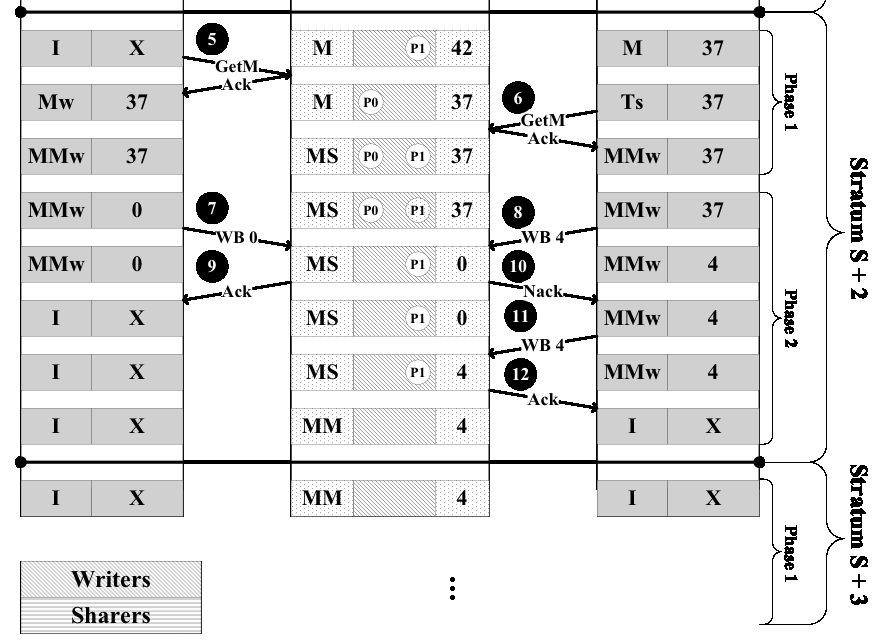 5
I X M P1 42 M 37
GetM
Ack
6
Mw 37 M P0 37 Ts 37
GetM
Ack
MMw 37 MS P0 P1 37 MMw 37
Phase 1
7
MMw 0 MS P0 P1 37 MMw 37
8
WB 0
WB 4
9
MMw 0 MS P1 0 MMw 4
10
Ack
Nack
11
I X MS P1 0 MMw 4
WB 4
I X MS P1 4 MMw 4
12
Ack
I X MM 4 I X
Phase 2
Stratum S + 2
I X MM 4 I X
Phase 1
Stratum S + 3
Writers
Sharers